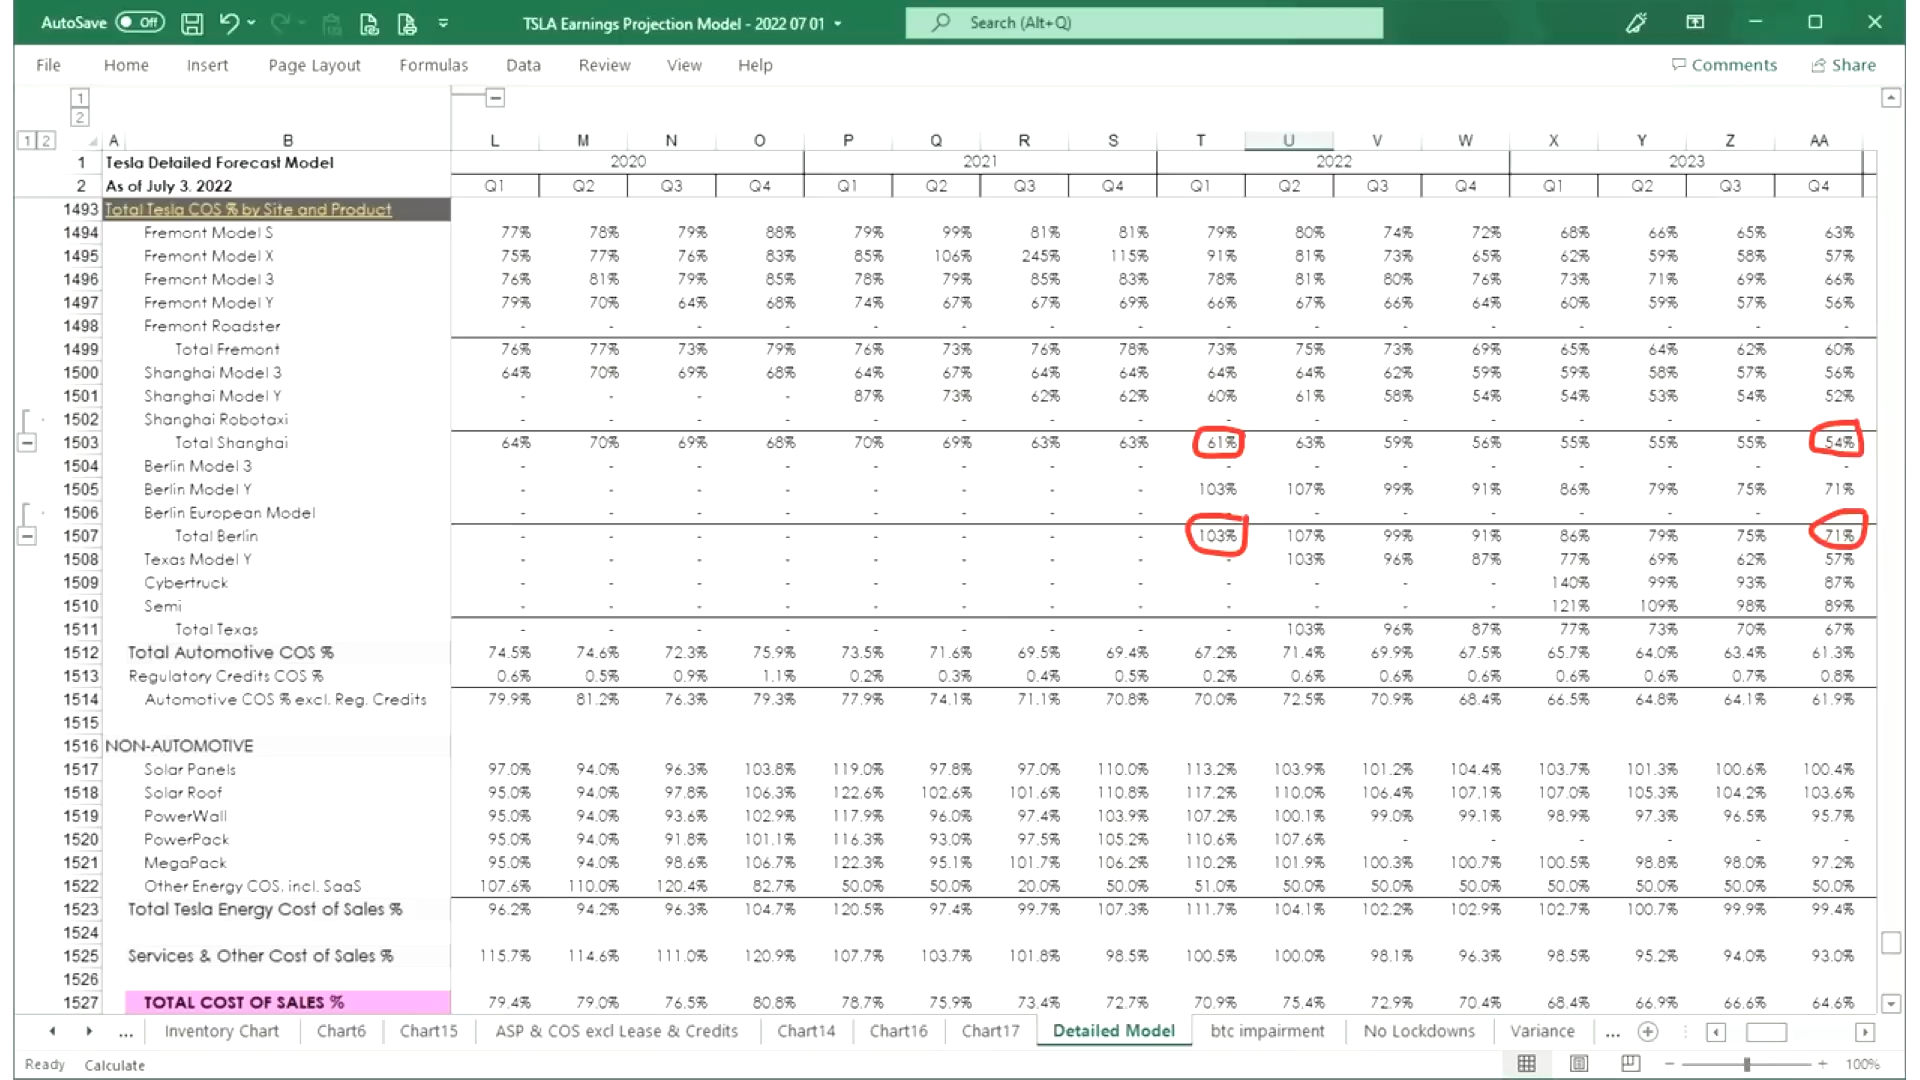 AutoSave Off TSLA Earnings Projection Model - 2022 07 01 Search (Alt+Q)
File Home Insert Page Layout Formulas Data Review View Help Comments Share
1
2
1 2 A B L M N O P Q R S T U V W X Y Z AA
1 Tesla Detailed Forecast Model 2020 2021 2022 2023
2 As of July 3, 2022 Q1 Q2 Q3 Q4 Q1 Q2 Q3 Q4 Q1 Q2 Q3 Q4 Q1 Q2 Q3 Q4
1493 Total Tesla COS % by Site and Product
1494 Fremont Model S 77% 78% 79% 88% 79% 99% 81% 81% 79% 80% 74% 72% 68% 66% 65% 63%
1495 Fremont Model X 75% 77% 76% 83% 85% 106% 245% 115% 91% 81% 73% 65% 62% 59% 58% 57%
1496 Fremont Model 3 76% 81% 79% 85% 78% 79% 85% 83% 78% 81% 80% 76% 73% 71% 69% 66%
1497 Fremont Model Y 79% 70% 64% 68% 74% 67% 67% 69% 66% 67% 66% 64% 60% 59% 57% 56%
1498 Fremont Roadster - - - - - - - - - - - - - - - -
1499 Total Fremont 76% 77% 73% 79% 76% 73% 76% 78% 73% 75% 73% 69% 65% 64% 62% 60%
1500 Shanghai Model 3 64% 70% 69% 68% 64% 67% 64% 64% 64% 64% 62% 59% 59% 58% 57% 56%
1501 Shanghai Model Y - - - - 87% 73% 62% 62% 60% 61% 58% 54% 54% 53% 54% 52%
1502 Shanghai Robotaxi - - - - - - - - - - - - - - - -
1503 Total Shanghai 64% 70% 69% 68% 70% 69% 63% 63% 61% 63% 59% 56% 55% 55% 55% 54%
1504 Berlin Model 3 - - - - - - - - - - - - - - - -
1505 Berlin Model Y - - - - - - - - 103% 107% 99% 91% 86% 79% 75% 71%
1506 Berlin European Model - - - - - - - - - - - - - - - -
1507 Total Berlin - - - - - - - - 103% 107% 99% 91% 86% 79% 75% 71%
1508 Texas Model Y - - - - - - - - - 103% 96% 87% 77% 69% 62% 57%
1509 Cybertruck - - - - - - - - - - - - 140% 99% 93% 87%
1510 Semi - - - - - - - - - - - - 121% 109% 98% 89%
1511 Total Texas - - - - - - - - - 103% 96% 87% 77% 73% 70% 67%
1512 Total Automotive COS % 74.5% 74.6% 72.3% 75.9% 73.5% 71.6% 69.5% 69.4% 67.2% 71.4% 69.9% 67.5% 65.7% 64.0% 63.4% 61.3%
1513 Regulatory Credits COS % 0.6% 0.5% 0.9% 1.1% 0.2% 0.3% 0.4% 0.5% 0.2% 0.6% 0.6% 0.6% 0.6% 0.6% 0.7% 0.8%
1514 Automotive COS % excl. Reg. Credits 79.9% 81.2% 76.3% 79.3% 77.9% 74.1% 71.1% 70.8% 70.0% 72.5% 70.9% 68.4% 66.5% 64.8% 64.1% 61.9%
1515
1516 NON-AUTOMOTIVE
1517 Solar Panels 97.0% 94.0% 96.3% 103.8% 119.0% 97.8% 97.0% 110.0% 113.2% 103.9% 101.2% 104.4% 103.7% 101.3% 100.6% 100.4%
1518 Solar Roof 95.0% 94.0% 97.8% 106.3% 122.6% 102.6% 101.6% 110.8% 117.2% 110.0% 106.4% 107.1% 107.0% 105.3% 104.2% 103.6%
1519 PowerWall 95.0% 94.0% 93.6% 102.9% 117.9% 96.0% 97.4% 103.9% 107.2% 100.1% 99.0% 99.1% 98.9% 97.3% 96.5% 95.7%
1520 PowerPack 95.0% 94.0% 91.8% 101.1% 116.3% 93.0% 97.5% 105.2% 110.6% 107.6% - - - - - -
1521 MegaPack 95.0% 94.0% 98.6% 106.7% 122.3% 95.1% 101.7% 106.2% 110.2% 101.9% 100.3% 100.7% 100.5% 98.8% 98.0% 97.2%
1522 Other Energy COS, incl. SaaS 107.6% 110.0% 120.4% 82.7% 50.0% 50.0% 20.0% 50.0% 51.0% 50.0% 50.0% 50.0% 50.0% 50.0% 50.0% 50.0%
1523 Total Tesla Energy Cost of Sales % 96.2% 94.2% 96.3% 104.7% 120.5% 97.4% 99.7% 107.3% 111.7% 104.1% 102.2% 102.9% 102.7% 100.7% 99.9% 99.4%
1524
1525 Services & Other Cost of Sales % 115.7% 114.6% 111.0% 120.9% 107.7% 103.7% 101.8% 98.5% 100.5% 100.0% 98.1% 96.3% 98.5% 95.2% 94.0% 93.0%
1526
1527 TOTAL COST OF SALES % 79.4% 79.0% 76.5% 80.8% 78.7% 75.9% 73.4% 72.7% 70.9% 75.4% 72.9% 70.4% 68.4% 66.9% 66.6% 64.6%
... Inventory Chart Chart6 Chart15 ASP & COS excl Lease & Credits Chart14 Chart16 Chart17 Detailed Model btc impairment No Lockdowns Variance ...
Ready Calculate 100%